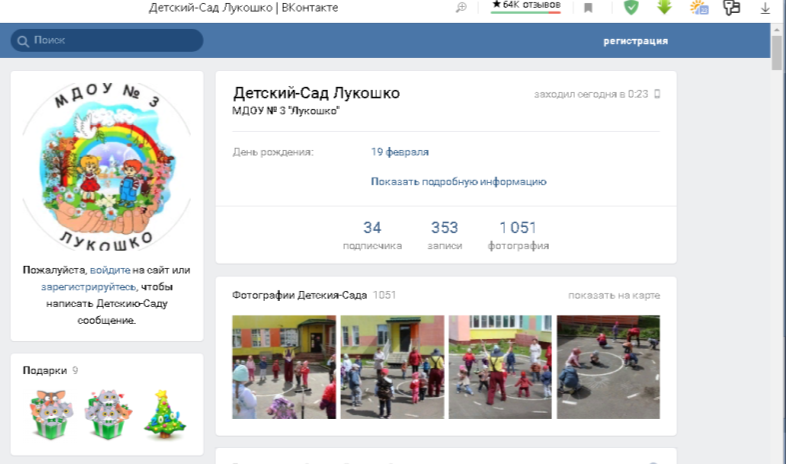 Детский-Сад Лукошко | ВКонтакте
★ 64К отзывов
Поиск
регистрация
МДОУ № 3
ЛУКОШКО
Пожалуйста, войдите на сайт или
зарегистрируйтесь, чтобы
написать Детскию-Саду
сообщение.
Подарки 9
Детский-Сад Лукошко
заходил сегодня в 0:23
МДОУ № 3 "Лукошко"
День рождения:
19 февраля
Показать подробную информацию
34
подписчика
353
записи
1 051
фотография
Фотографии Детския-Сада 1051
показать на карте